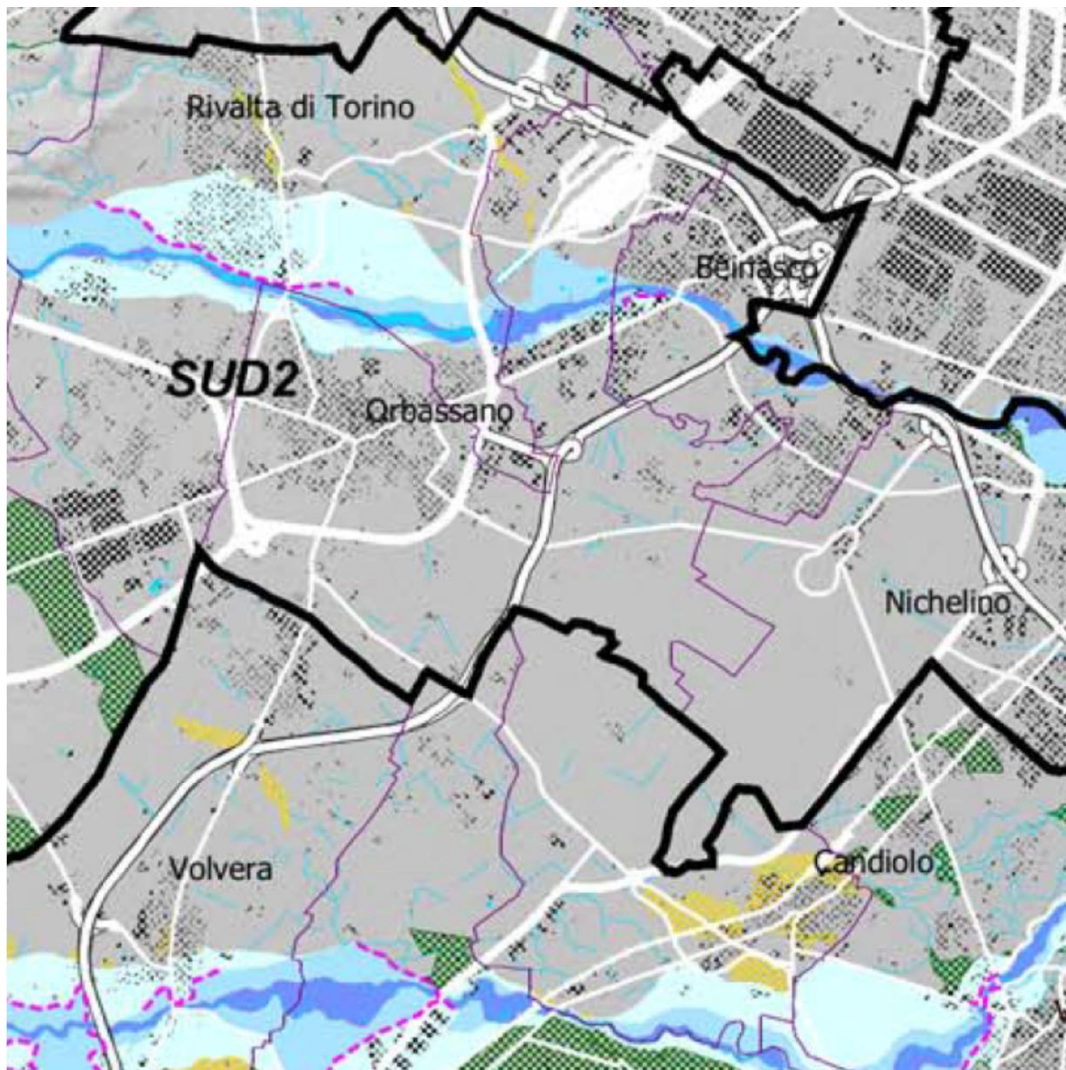 Rivalta di Torino
Beinasco
SUD2
Orbassano
Nichelino
Volvera
Candiolo